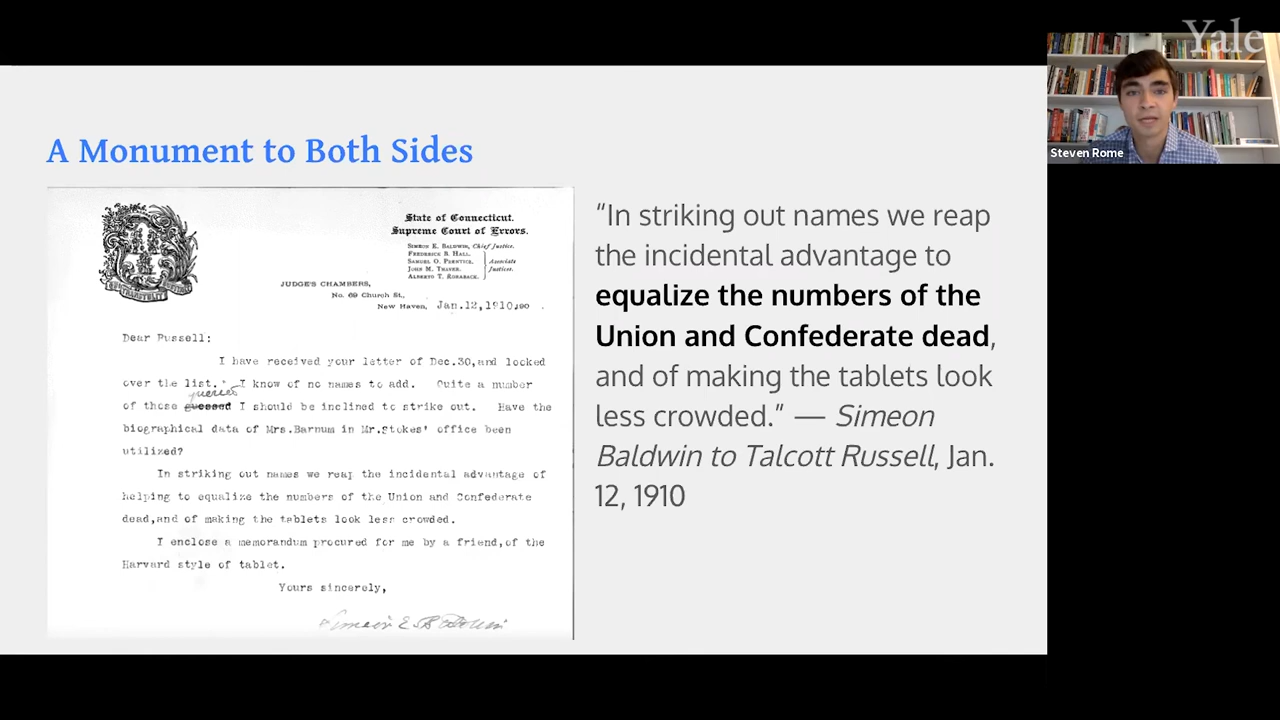 Yale
Steven Rome
A Monument to Both Sides
State of Connecticut.
Supreme Court of Errors.
SIMEON E. BALDWIN, Chief Justice.
FREDERICK B. HALL,
SAMUEL O. PRENTICE,
JOHN M. THAYER,
ALBERTO T. RORABACK,
Associate
Justices.
JUDGE'S CHAMBERS,
No. 69 Church St.,
New Haven, Jan.12,1910,
Dear Russell:
I have received your letter of Dec.30,and looked
over the list. I know of no names to add. Quite a number
queried
of those guessed I should be inclined to strike out. Have the
biographical data of Mrs.Barnum in Mr.Stokes' office been
utilized?
In striking out names we reap the incidental advantage of
helping to equalize the numbers of the Union and Confederate
dead,and of making the tablets look less crowded.
I enclose a memorandum procured for me by a friend,of the
Harvard style of tablet.
Yours sincerely,
Simeon E. Baldwin
“In striking out names we reap
the incidental advantage to
equalize the numbers of the
Union and Confederate dead,
and of making the tablets look
less crowded.” — Simeon
Baldwin to Talcott Russell, Jan.
12, 1910